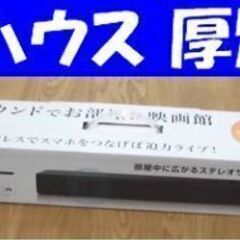 ハウス 厚
ウンドでお部屋が映画館
レスでスマホをつなげば迫力ライブ!
部屋中に広がるステレオサ